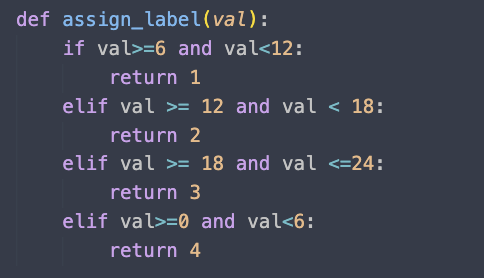 def assign_label(val):
    if val>=6 and val<12:
        return 1
    elif val >= 12 and val < 18:
        return 2
    elif val >= 18 and val <=24:
        return 3
    elif val>=0 and val<6:
        return 4